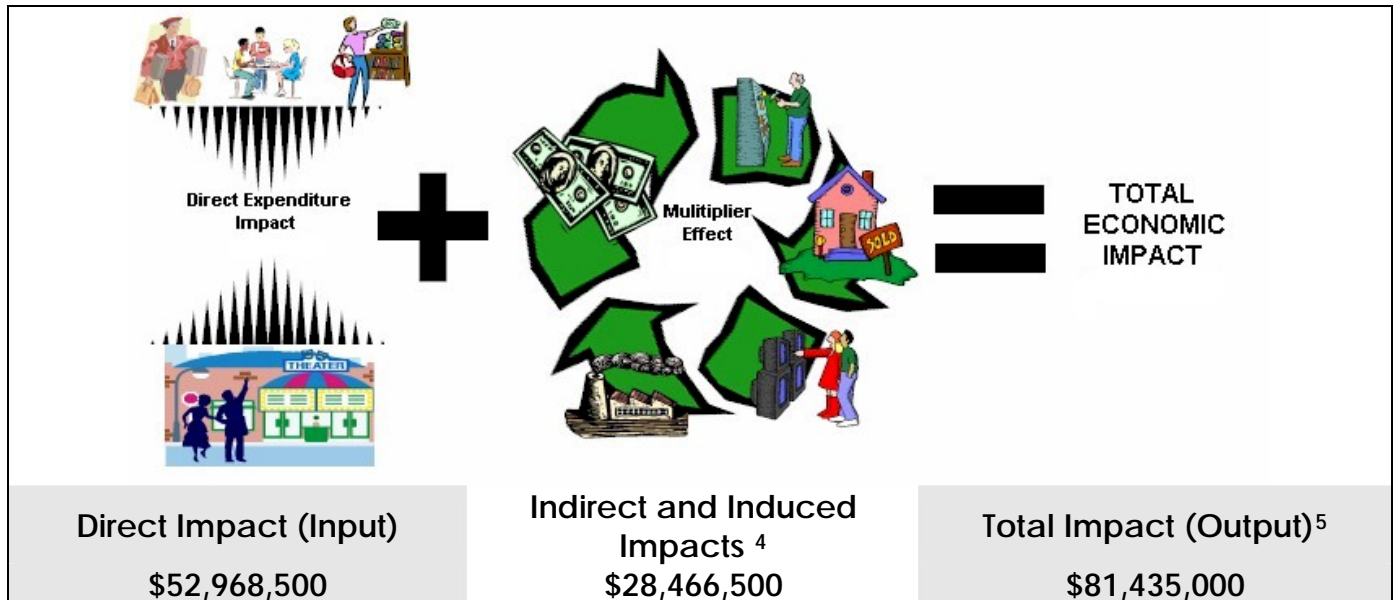 THEATER
Direct Expenditure
Impact
Mulitiplier
Effect
SOLD
TOTAL
ECONOMIC
IMPACT
Direct Impact (Input)
$52,968,500
Indirect and Induced
Impacts 4
$28,466,500
Total Impact (Output)5
$81,435,000